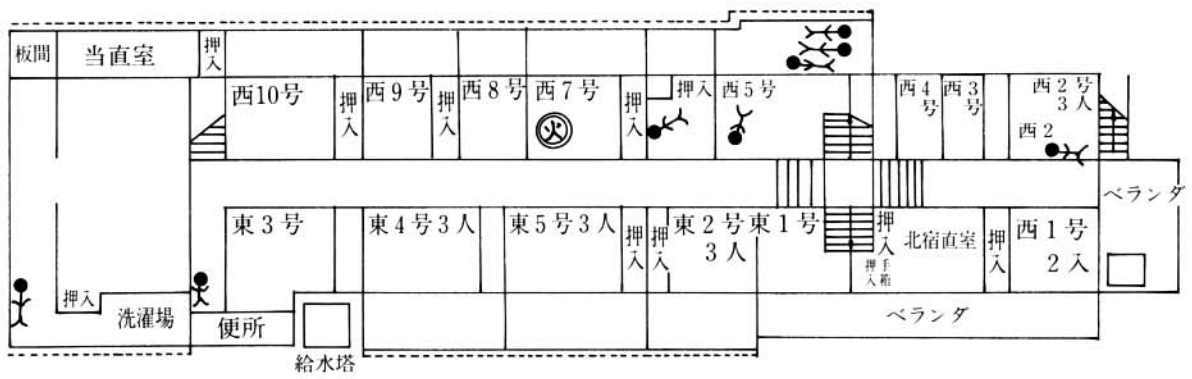 板間
当直室
押入
西10号
押入
西9号
押入
西8号
西7号
火
押入
押入
西5号
西4号
西3号
西2号
3人
西2
ベランダ
東3号
東4号3人
東5号3人
押入
押入
東2号
3人
東1号
押入
手箱
押入
北宿直室
押入
西1号
2入
押入
洗濯場
便所
給水塔
ベランダ